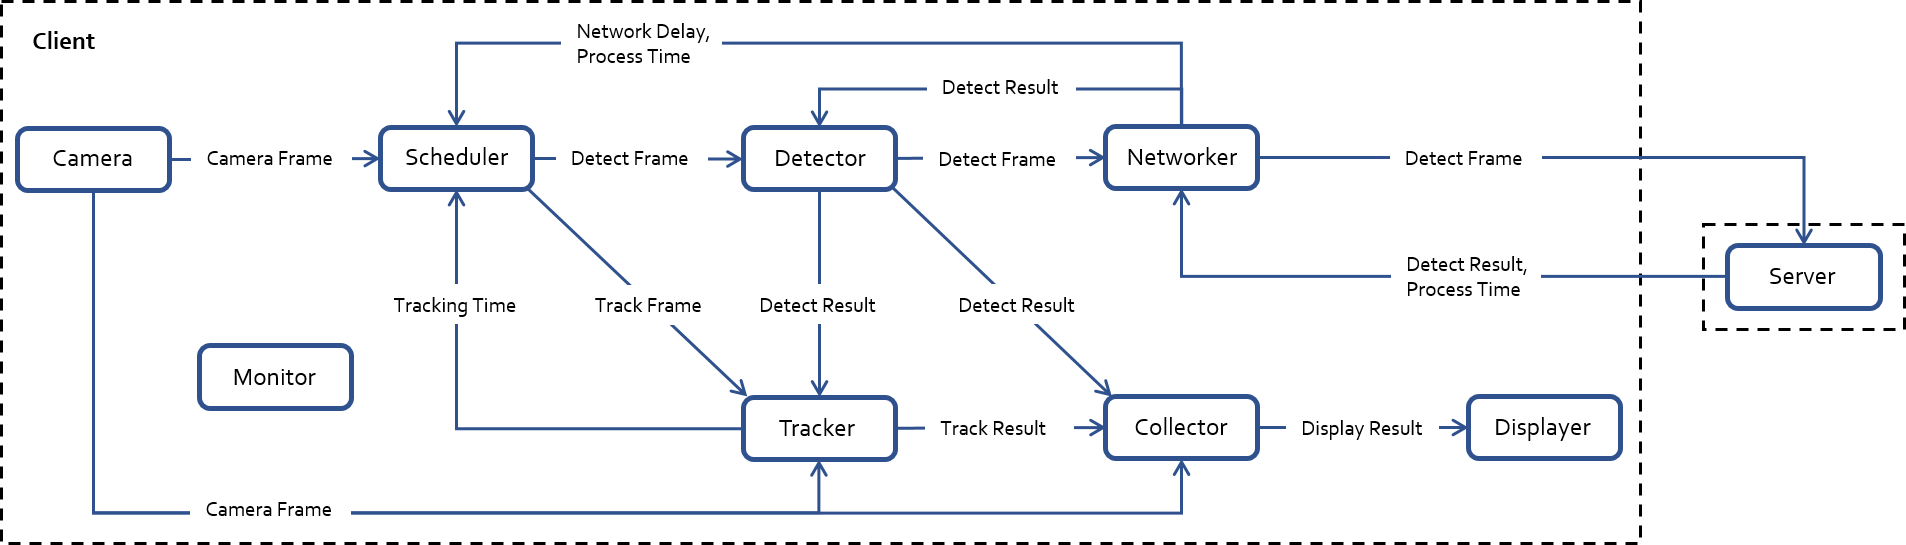 Client
Network Delay,
Process Time
Detect Result
Camera
Camera Frame
Scheduler
Detect Frame
Detector
Detect Frame
Networker
Detect Frame
Detect Result,
Process Time
Server
Tracking Time
Track Frame
Detect Result
Detect Result
Monitor
Tracker
Track Result
Collector
Display Result
Displayer
Camera Frame